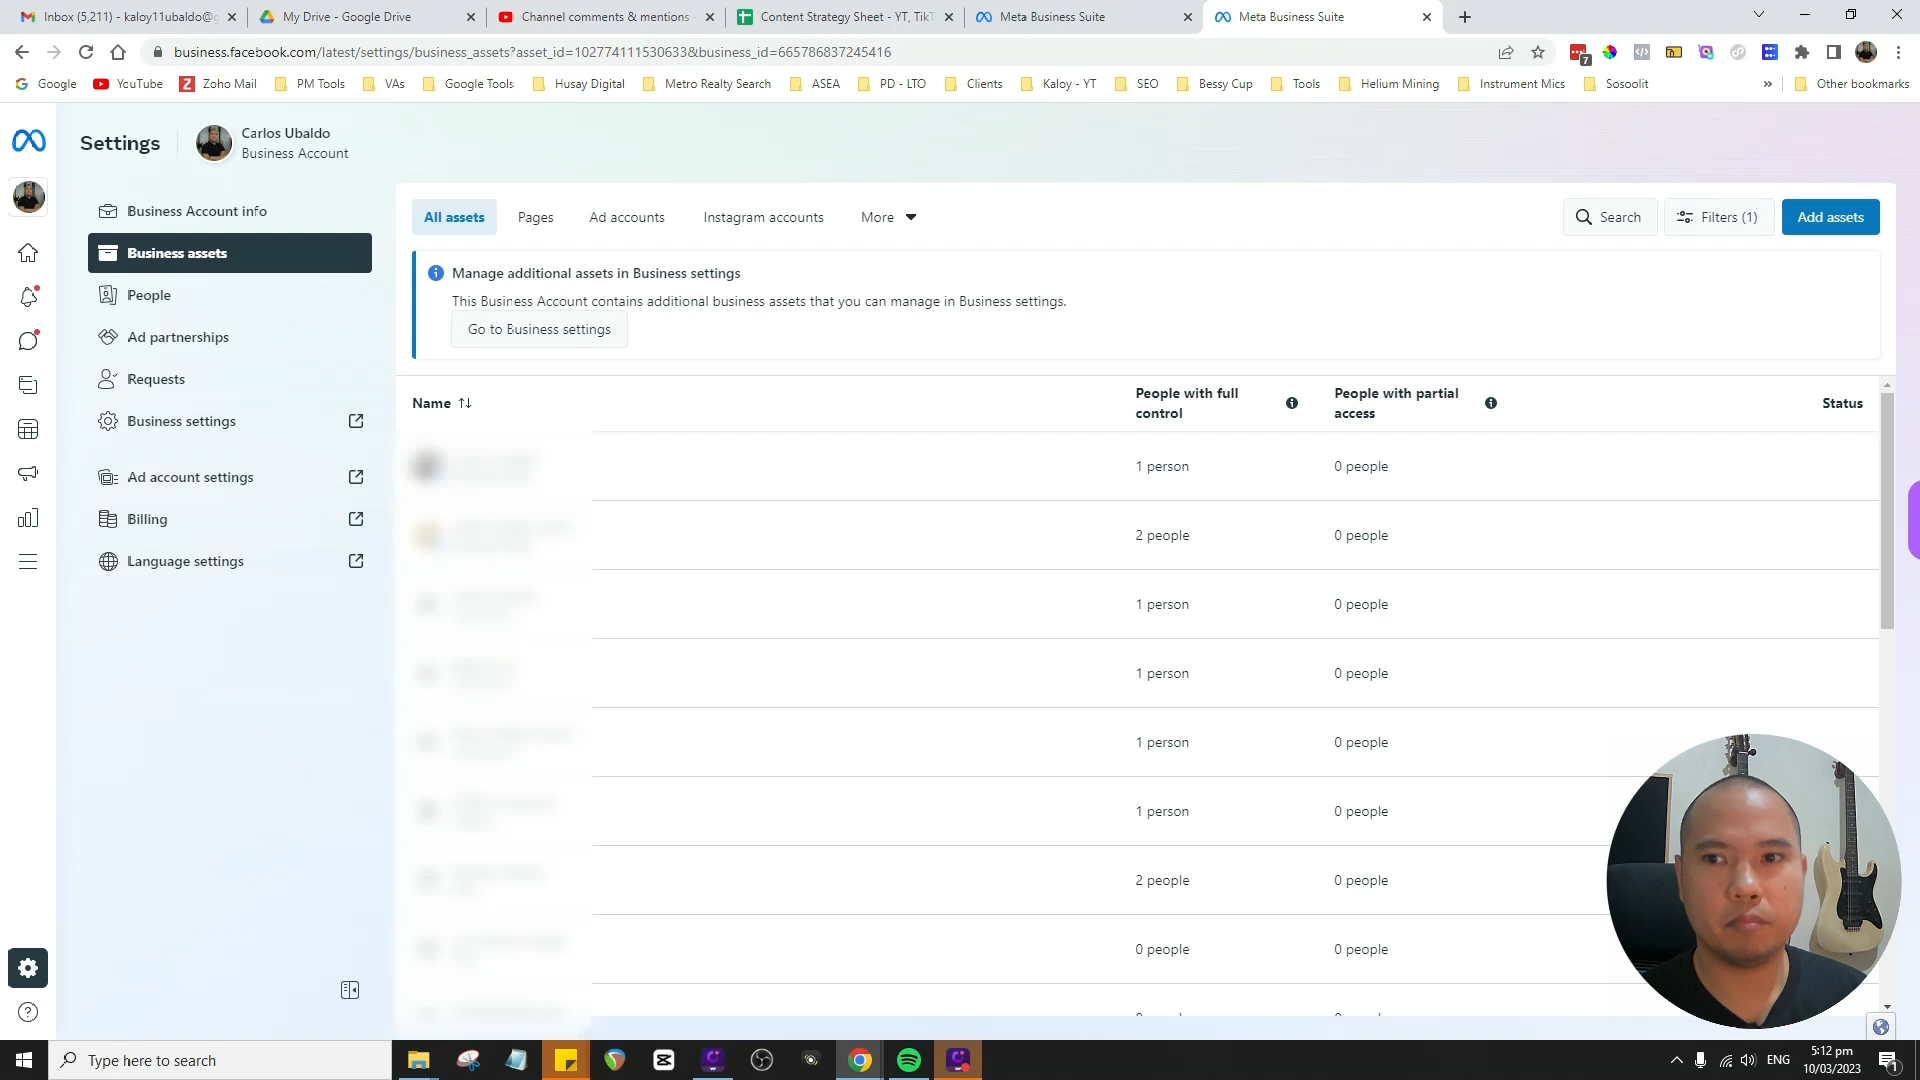 Inbox (5,211) - kaloy11ubaldo@g
My Drive - Google Drive
Channel comments & mentions -
Content Strategy Sheet - YT, TikT
Meta Business Suite
Meta Business Suite
business.facebook.com/latest/settings/business_assets?asset_id=102774111530633&business_id=665786837245416
7
Google
YouTube
Zoho Mail
PM Tools
VAs
Google Tools
Husay Digital
Metro Realty Search
ASEA
PD - LTO
Clients
Kaloy - YT
SEO
Bessy Cup
Tools
Helium Mining
Instrument Mics
Sosoolit
»
Other bookmarks
Settings
Carlos Ubaldo
Business Account
Business Account info
Business assets
People
Ad partnerships
Requests
Business settings
Ad account settings
Billing
Language settings
All assets
Pages
Ad accounts
Instagram accounts
More
Search
Filters (1)
Add assets
Manage additional assets in Business settings
This Business Account contains additional business assets that you can manage in Business settings.
Go to Business settings
Name
People with full control
People with partial access
Status
1 person
0 people
2 people
0 people
1 person
0 people
1 person
0 people
1 person
0 people
1 person
0 people
2 people
0 people
0 people
0 people
Type here to search
ENG
5:12 pm
10/03/2023
1